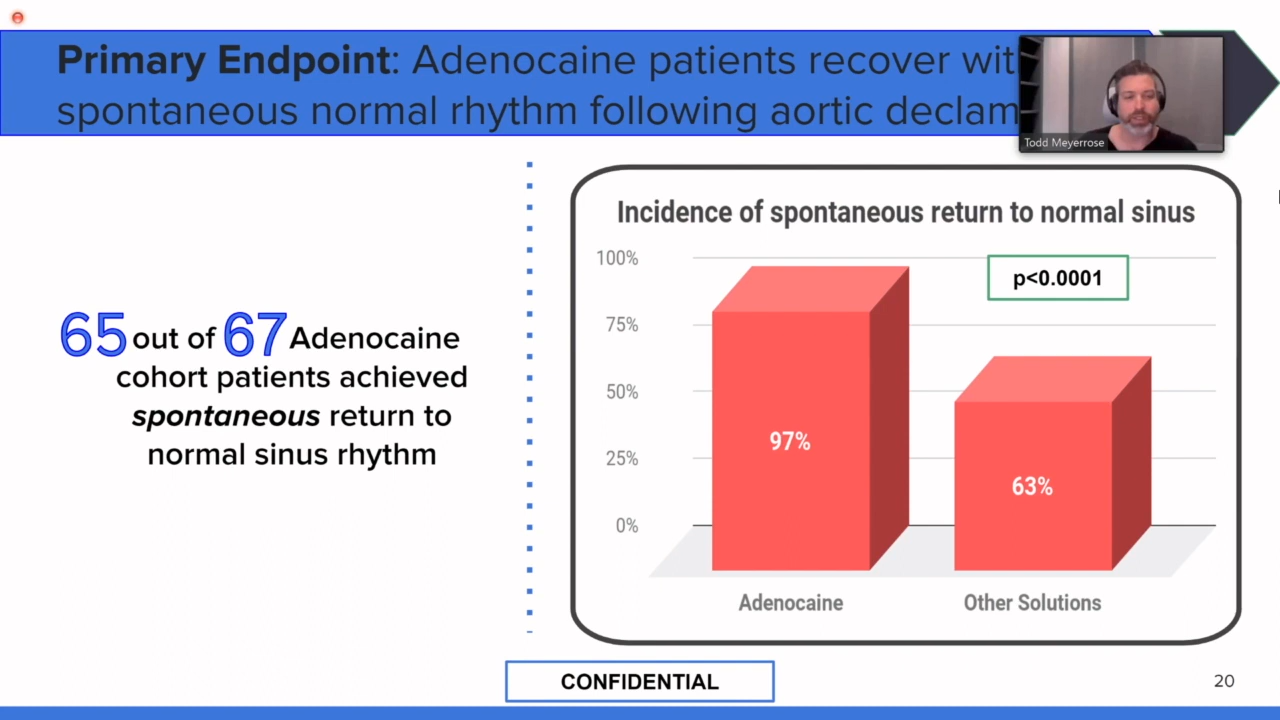 Primary Endpoint: Adenocaine patients recover wit
spontaneous normal rhythm following aortic declam
Todd Meyerrose
65 out of 67 Adenocaine
cohort patients achieved
spontaneous return to
normal sinus rhythm
Incidence of spontaneous return to normal sinus
100%
p<0.0001
75%
50%
97%
25%
63%
0%
Adenocaine Other Solutions
CONFIDENTIAL
20